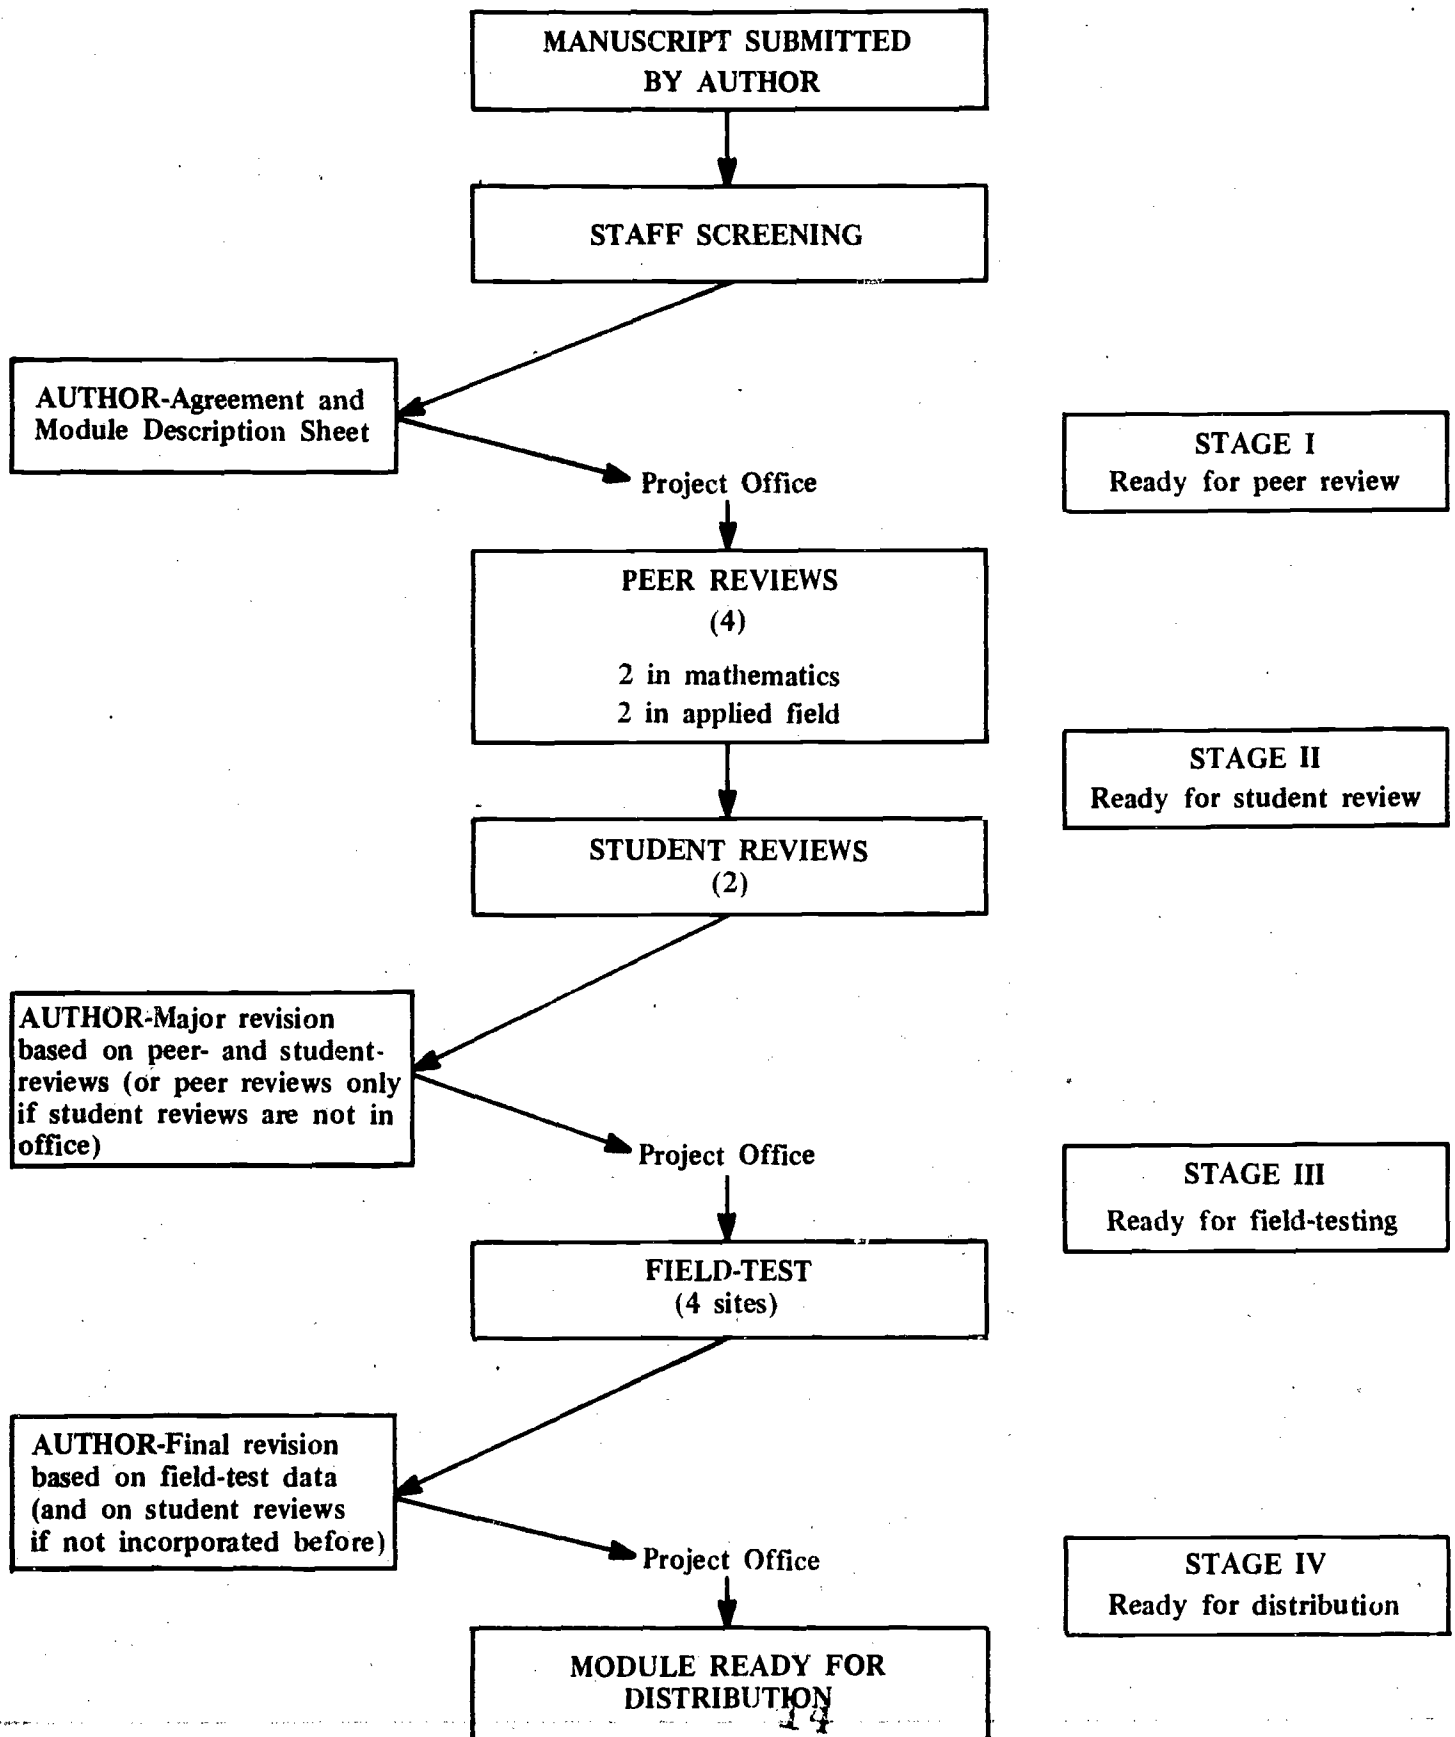 MANUSCRIPT SUBMITTED
BY AUTHOR
STAFF SCREENING
AUTHOR-Agreement and
Module Description Sheet
Project Office
STAGE I
Ready for peer review
PEER REVIEWS
(4)
2 in mathematics
2 in applied field
STAGE II
Ready for student review
STUDENT REVIEWS
(2)
AUTHOR-Major revision
based on peer- and student-
reviews (or peer reviews only
if student reviews are not in
office)
Project Office
STAGE III
Ready for field-testing
FIELD-TEST
(4 sites)
AUTHOR-Final revision
based on field-test data
(and on student reviews
if not incorporated before)
Project Office
STAGE IV
Ready for distribution
MODULE READY FOR
DISTRIBUTION
14